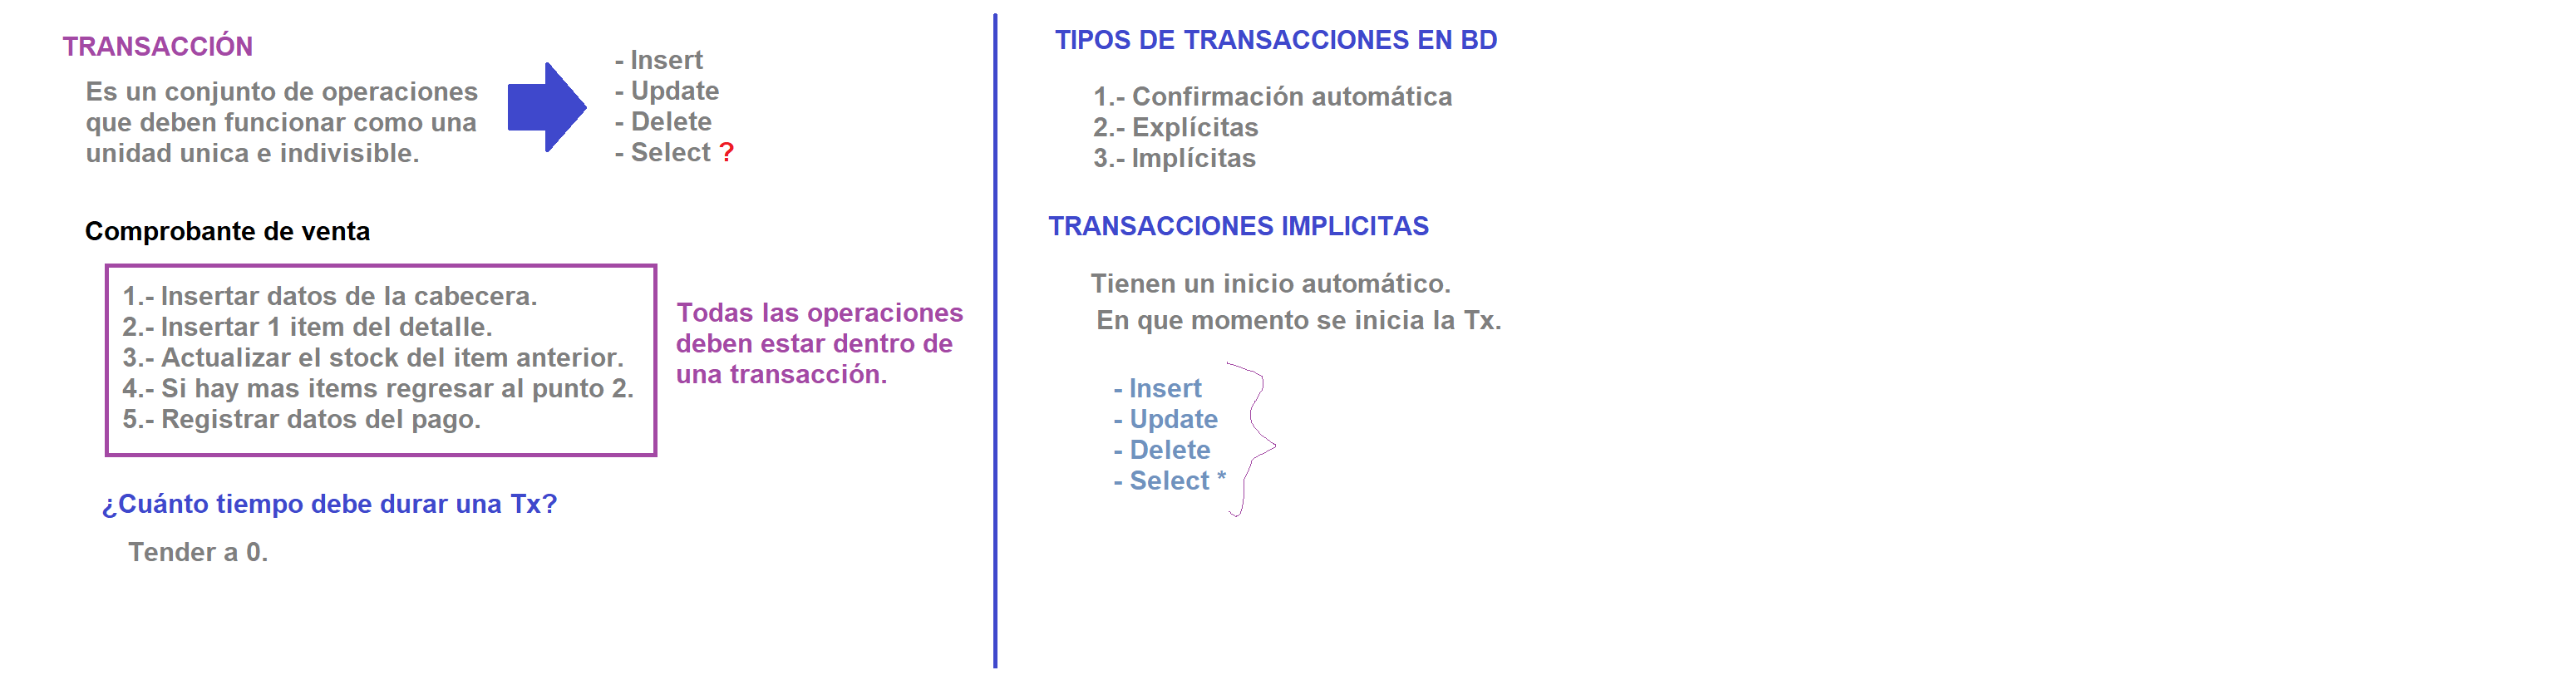 TRANSACCIÓN
Es un conjunto de operaciones
que deben funcionar como una
unidad unica e indivisible.
- Insert
- Update
- Delete
- Select ?
Comprobante de venta
1.- Insertar datos de la cabecera.
2.- Insertar 1 item del detalle.
3.- Actualizar el stock del item anterior.
4.- Si hay mas items regresar al punto 2.
5.- Registrar datos del pago.
Todas las operaciones
deben estar dentro de
una transacción.
¿Cuánto tiempo debe durar una Tx?
Tender a 0.
TIPOS DE TRANSACCIONES EN BD
1.- Confirmación automática
2.- Explícitas
3.- Implícitas
TRANSACCIONES IMPLICITAS
Tienen un inicio automático.
En que momento se inicia la Tx.
- Insert
- Update
- Delete
- Select *